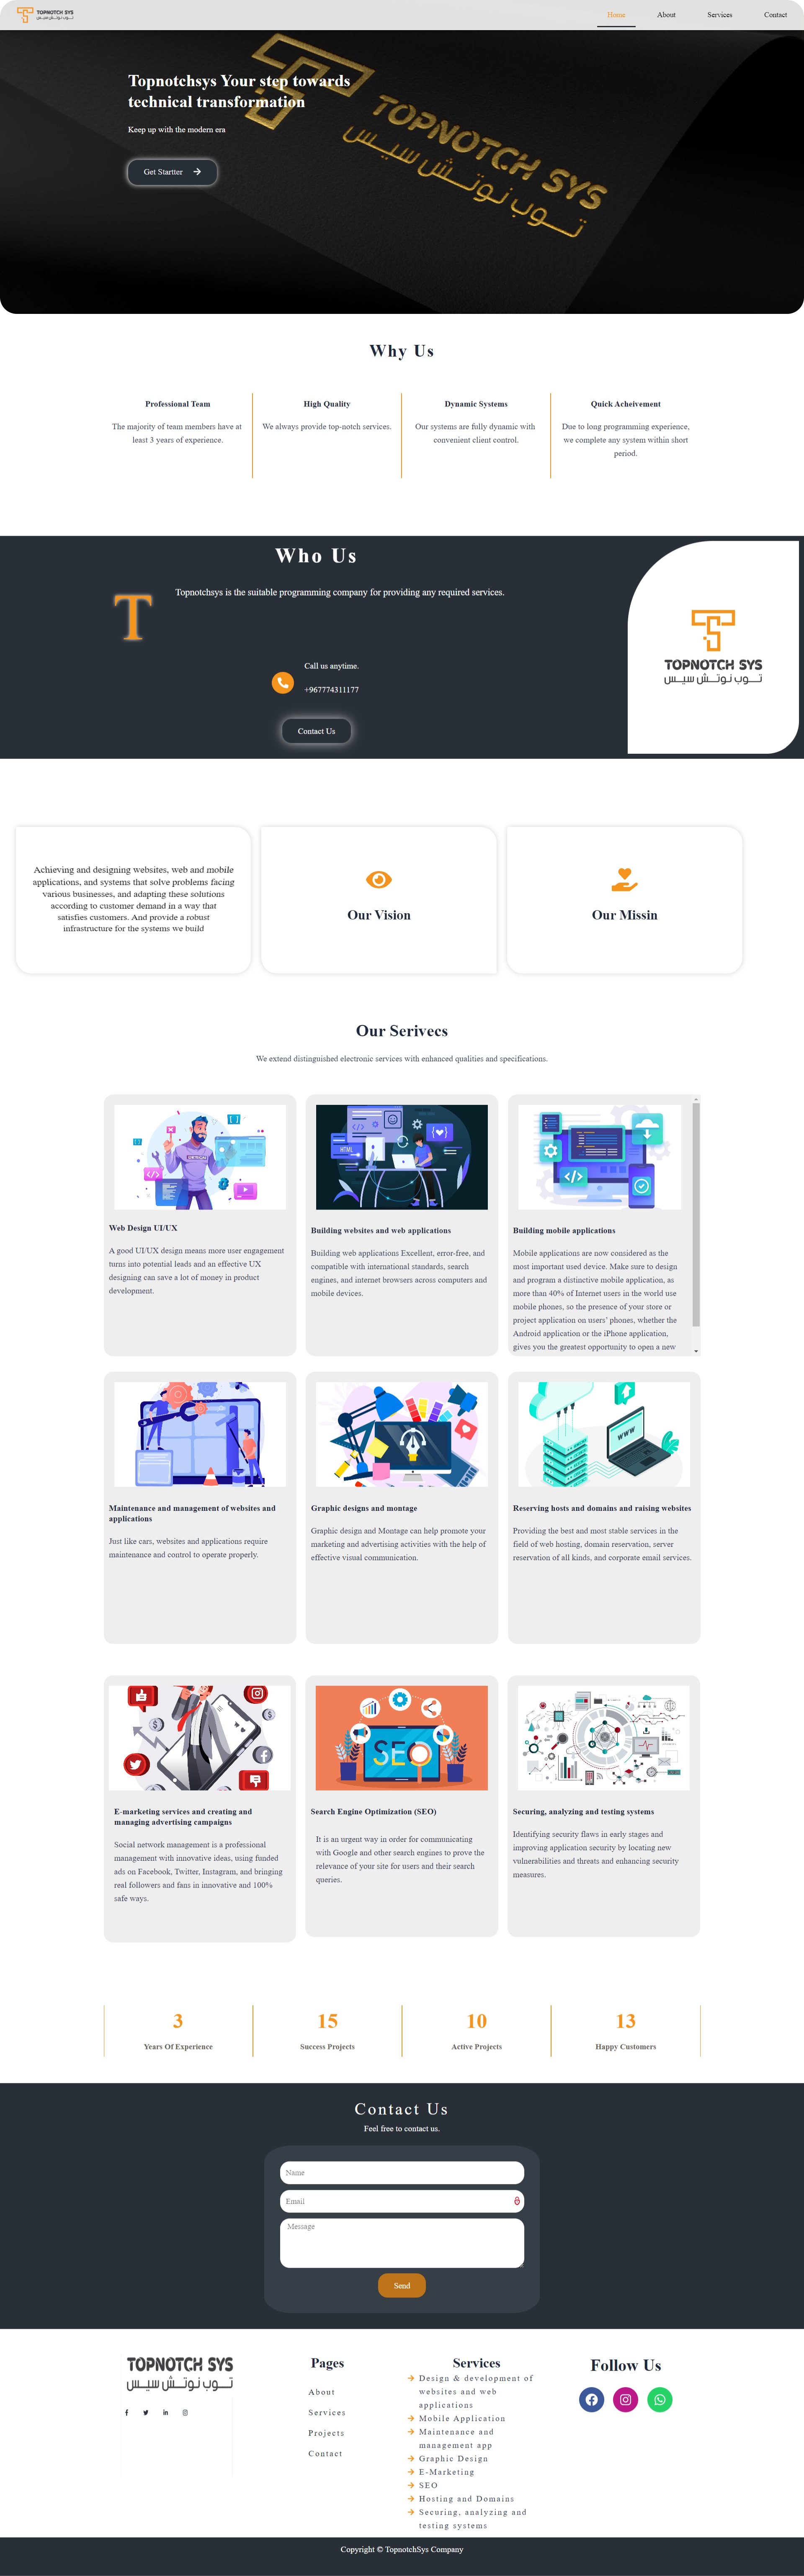 TOPNOTCH SYS
تـــوب نـوتــش سيــس
Home
About
Services
Contact
Topnotchsys Your step towards
technical transformation
Keep up with the modern era
Get Startter
TOPNOTCH SYS
تـــوب نـوتــش سيــس
Why Us
Professional Team
The majority of team members have at
least 3 years of experience.
High Quality
We always provide top-notch services.
Dynamic Systems
Our systems are fully dynamic with
convenient client control.
Quick Acheivement
Due to long programming experience,
we complete any system within short
period.
Who Us
T
Topnotchsys is the suitable programming company for providing any required services.
Call us anytime.
+967774311177
Contact Us
TOPNOTCH SYS
تـــوب نـوتــش سيــس
Achieving and designing websites, web and mobile
applications, and systems that solve problems facing
various businesses, and adapting these solutions
according to customer demand in a way that
satisfies customers. And provide a robust
infrastructure for the systems we build
Our Vision
Our Missin
Our Serivecs
We extend distinguished electronic services with enhanced qualities and specifications.
Web Design UI/UX
A good UI/UX design means more user engagement
turns into potential leads and an effective UX
designing can save a lot of money in product
development.
HTML
Building websites and web applications
Building web applications Excellent, error-free, and
compatible with international standards, search
engines, and internet browsers across computers and
mobile devices.
Building mobile applications
Mobile applications are now considered as the
most important used device. Make sure to design
and program a distinctive mobile application, as
more than 40% of Internet users in the world use
mobile phones, so the presence of your store or
project application on users' phones, whether the
Android application or the iPhone application,
gives you the greatest opportunity to open a new
Maintenance and management of websites and
applications
Just like cars, websites and applications require
maintenance and control to operate properly.
Graphic designs and montage
Graphic design and Montage can help promote your
marketing and advertising activities with the help of
effective visual communication.
WWW
Reserving hosts and domains and raising websites
Providing the best and most stable services in the
field of web hosting, domain reservation, server
reservation of all kinds, and corporate email services.
E-marketing services and creating and
managing advertising campaigns
Social network management is a professional
management with innovative ideas, using funded
ads on Facebook, Twitter, Instagram, and bringing
real followers and fans in innovative and 100%
safe ways.
SEO
Search Engine Optimization (SEO)
It is an urgent way in order for communicating
with Google and other search engines to prove the
relevance of your site for users and their search
queries.
Securing, analyzing and testing systems
Identifying security flaws in early stages and
improving application security by locating new
vulnerabilities and threats and enhancing security
measures.
3
Years Of Experience
15
Success Projects
10
Active Projects
13
Happy Customers
Contact Us
Feel free to contact us.
Name
Email
Message
Send
TOPNOTCH SYS
تـــوب نـوتــش سيــس
Pages
About
Services
Projects
Contact
Services
Design & development of
websites and web
applications
Mobile Application
Maintenance and
management app
Graphic Design
E-Marketing
SEO
Hosting and Domains
Securing, analyzing and
testing systems
Follow Us
Copyright © TopnotchSys Company